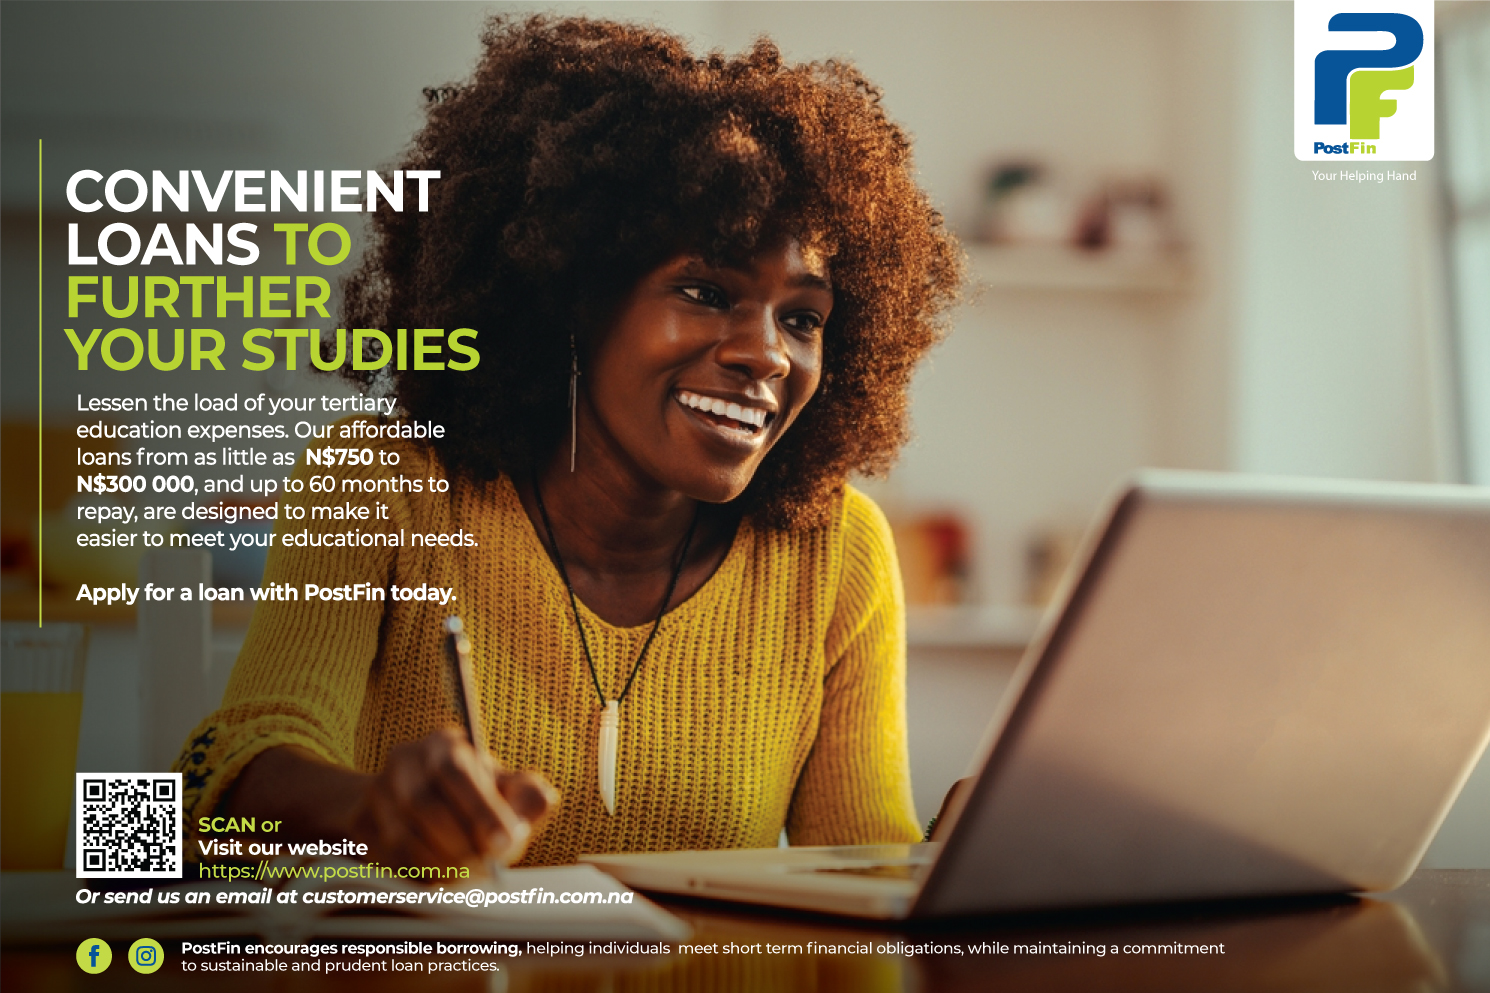 PostFin
Your Helping Hand
CONVENIENT
LOANS TO
FURTHER
YOUR STUDIES
Lessen the load of your tertiary
education expenses. Our affordable
loans from as little as N$750 to
N$300 000, and up to 60 months to
repay, are designed to make it
easier to meet your educational needs.
Apply for a loan with PostFin today.
SCAN or
Visit our website
https://www.postfin.com.na
Or send us an email at customerservice@postfin.com.na
PostFin encourages responsible borrowing, helping individuals meet short term financial obligations, while maintaining a commitment
to sustainable and prudent loan practices.